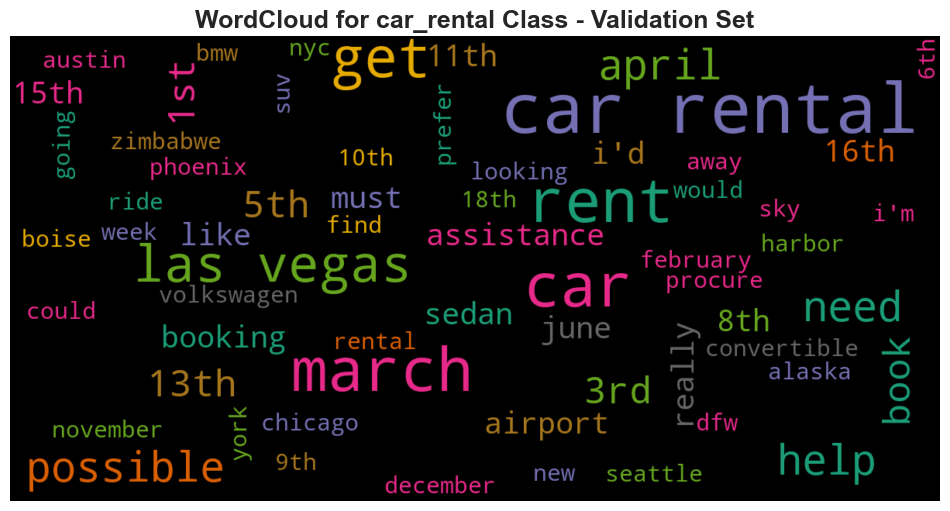 WordCloud for car_rental Class - Validation Set
austin
bmw
nyc
get
11th
april
6th
15th
1st
suv
car rental
going
zimbabwe
prefer
i'd
away
16th
phoenix
10th
looking
ride
5th
must
18th
rent
would
sky
i'm
boise
week
like
find
assistance
harbor
las vegas
february
procure
car
volkswagen
could
booking
rental
sedan
june
8th
need
really
convertible
march
alaska
book
13th
3rd
november
york
chicago
airport
dfw
possible
9th
december
new
seattle
help